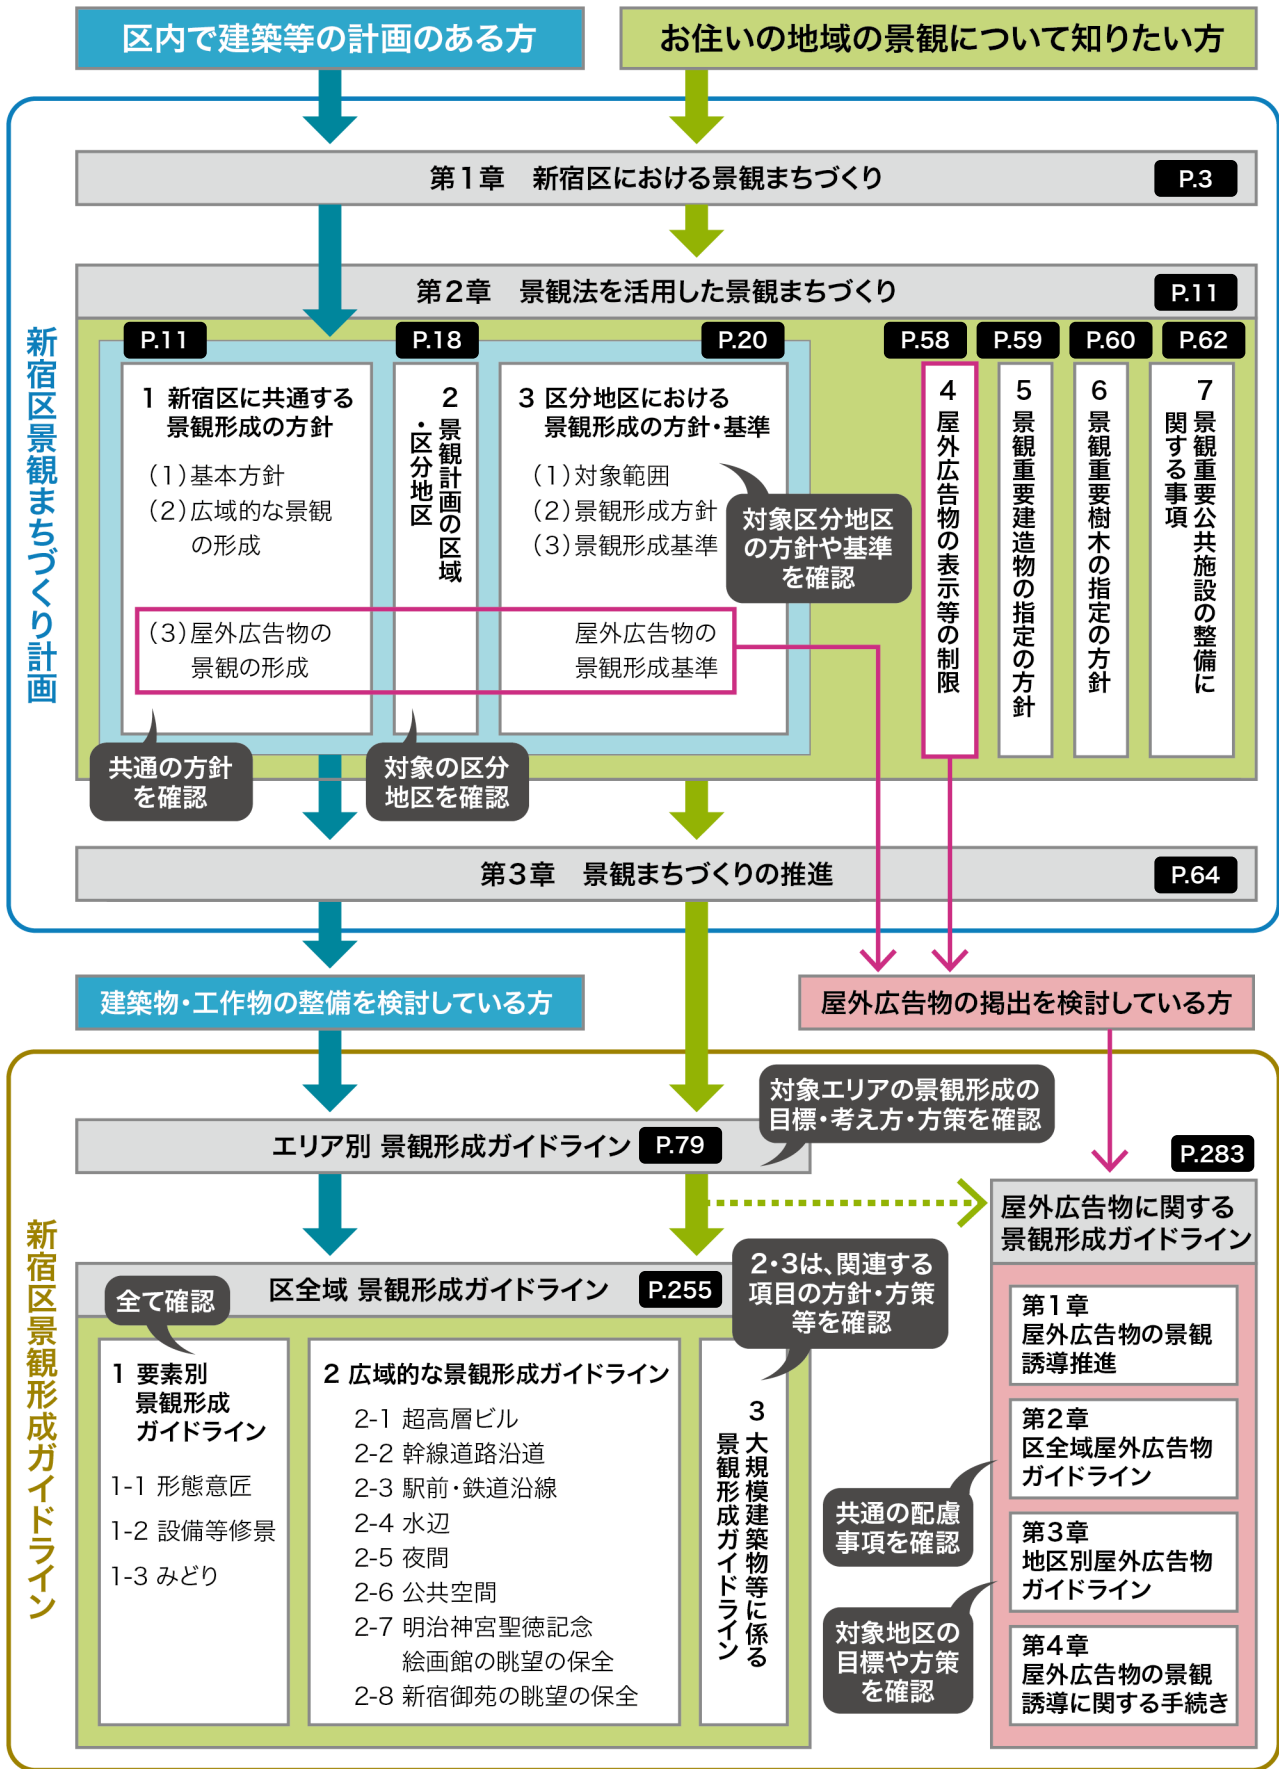 区内で建築等の計画のある方
お住いの地域の景観について知りたい方
新宿区景観まちづくり計画
第1章　新宿区における景観まちづくり
P.3
第2章　景観法を活用した景観まちづくり
P.11
P.11
1 新宿区に共通する
景観形成の方針
(1)基本方針
(2)広域的な景観
の形成
(3)屋外広告物の
景観の形成
共通の方針
を確認
P.18
2 景観計画の区域
・区分地区
対象の区分
地区を確認
P.20
3 区分地区における
景観形成の方針・基準
(1)対象範囲
(2)景観形成方針
(3)景観形成基準
屋外広告物の
景観形成基準
対象区分地区
の方針や基準
を確認
P.58
4 屋外広告物の表示等の制限
P.59
5 景観重要建造物の指定の方針
P.60
6 景観重要樹木の指定の方針
P.62
7 景観重要公共施設の整備に
関する事項
第3章　景観まちづくりの推進
P.64
建築物・工作物の整備を検討している方
屋外広告物の掲出を検討している方
新宿区景観形成ガイドライン
対象エリアの景観形成の
目標・考え方・方策を確認
エリア別 景観形成ガイドライン
P.79
区全域 景観形成ガイドライン
P.255
全て確認
1 要素別
景観形成
ガイドライン
1-1 形態意匠
1-2 設備等修景
1-3 みどり
2 広域的な景観形成ガイドライン
2-1 超高層ビル
2-2 幹線道路沿道
2-3 駅前・鉄道沿線
2-4 水辺
2-5 夜間
2-6 公共空間
2-7 明治神宮聖徳記念
絵画館の眺望の保全
2-8 新宿御苑の眺望の保全
2・3は、関連する
項目の方針・方策
等を確認
3 大規模建築物等に係る
景観形成ガイドライン
P.283
屋外広告物に関する
景観形成ガイドライン
第1章
屋外広告物の景観
誘導推進
第2章
区全域屋外広告物
ガイドライン
共通の配慮
事項を確認
第3章
地区別屋外広告物
ガイドライン
対象地区の
目標や方策
を確認
第4章
屋外広告物の景観
誘導に関する手続き